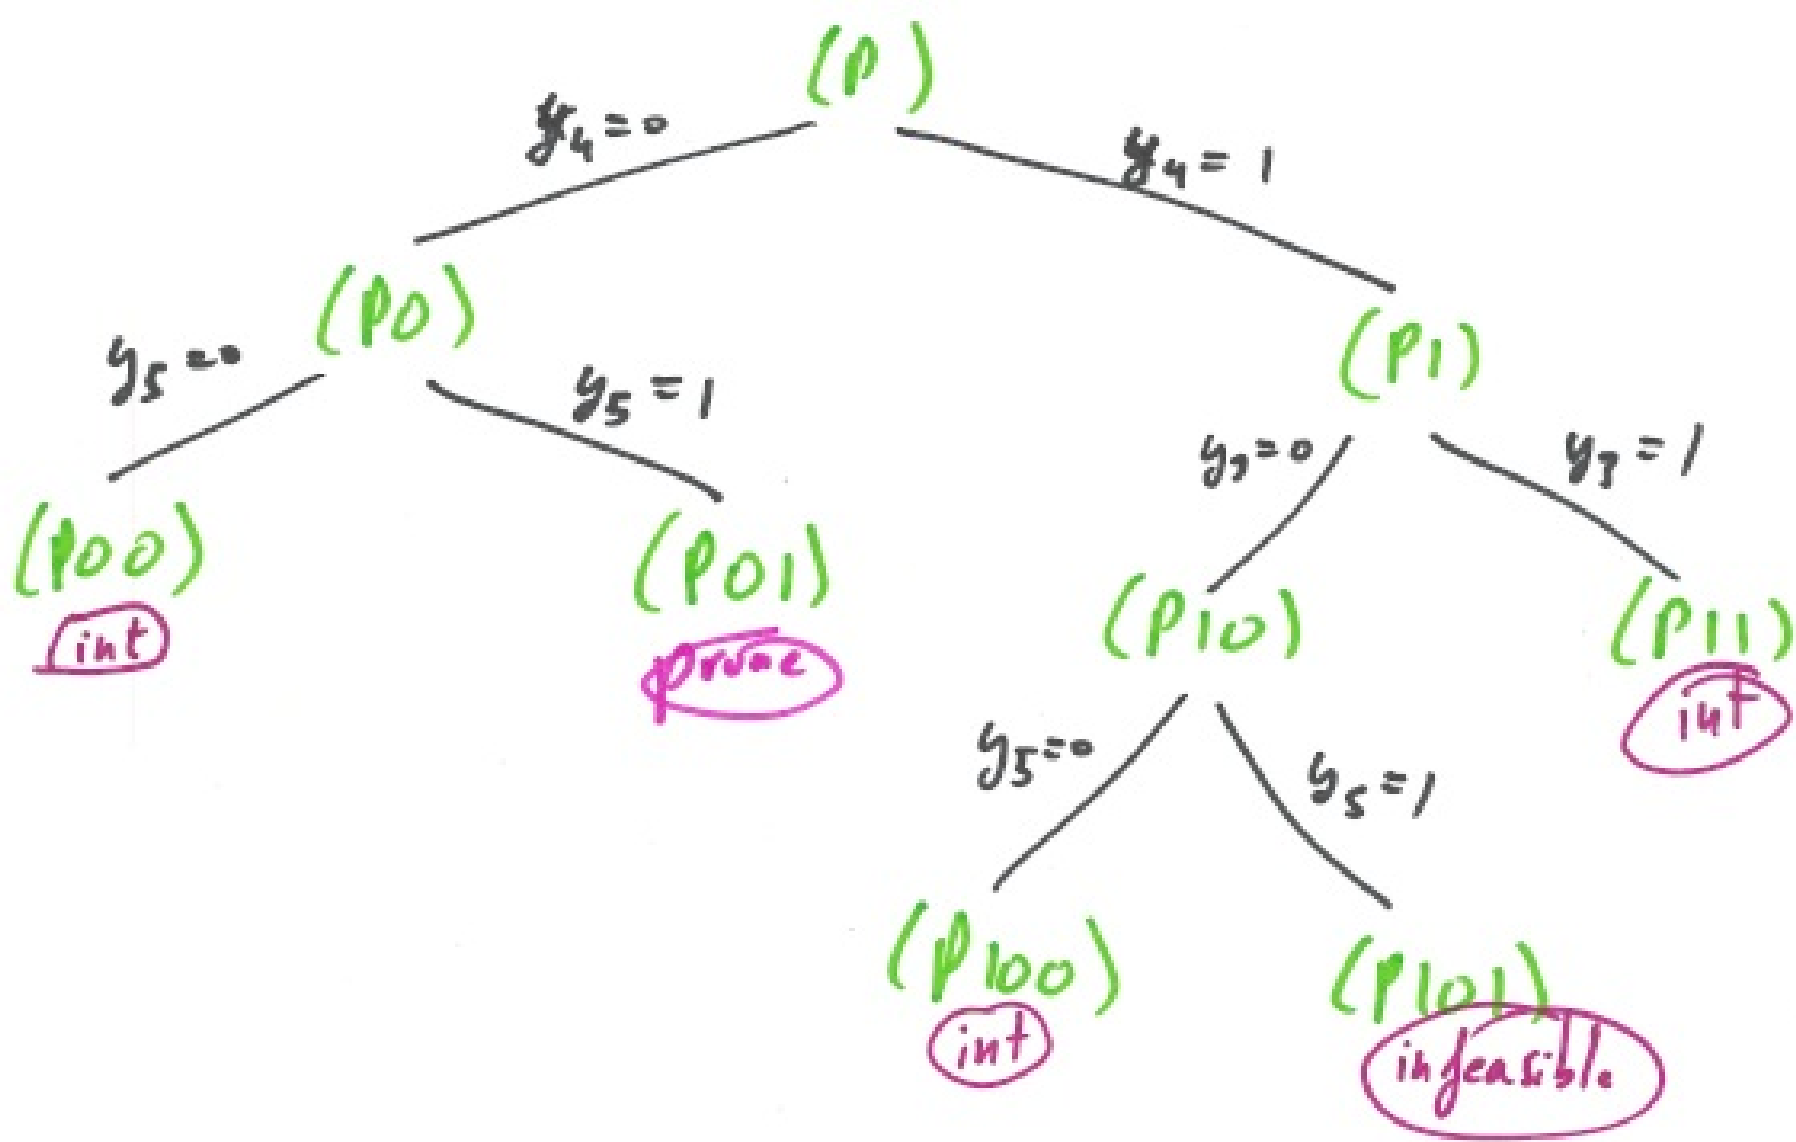 (P)
y₄ = 0
y₄ = 1
(P0)
(P1)
y₅ = 0
y₅ = 1
y₃ = 0
y₃ = 1
(P00)
int
(P01)
prune
(P10)
(P11)
int
y₅ = 0
y₅ = 1
(P100)
int
(P101)
infeasible